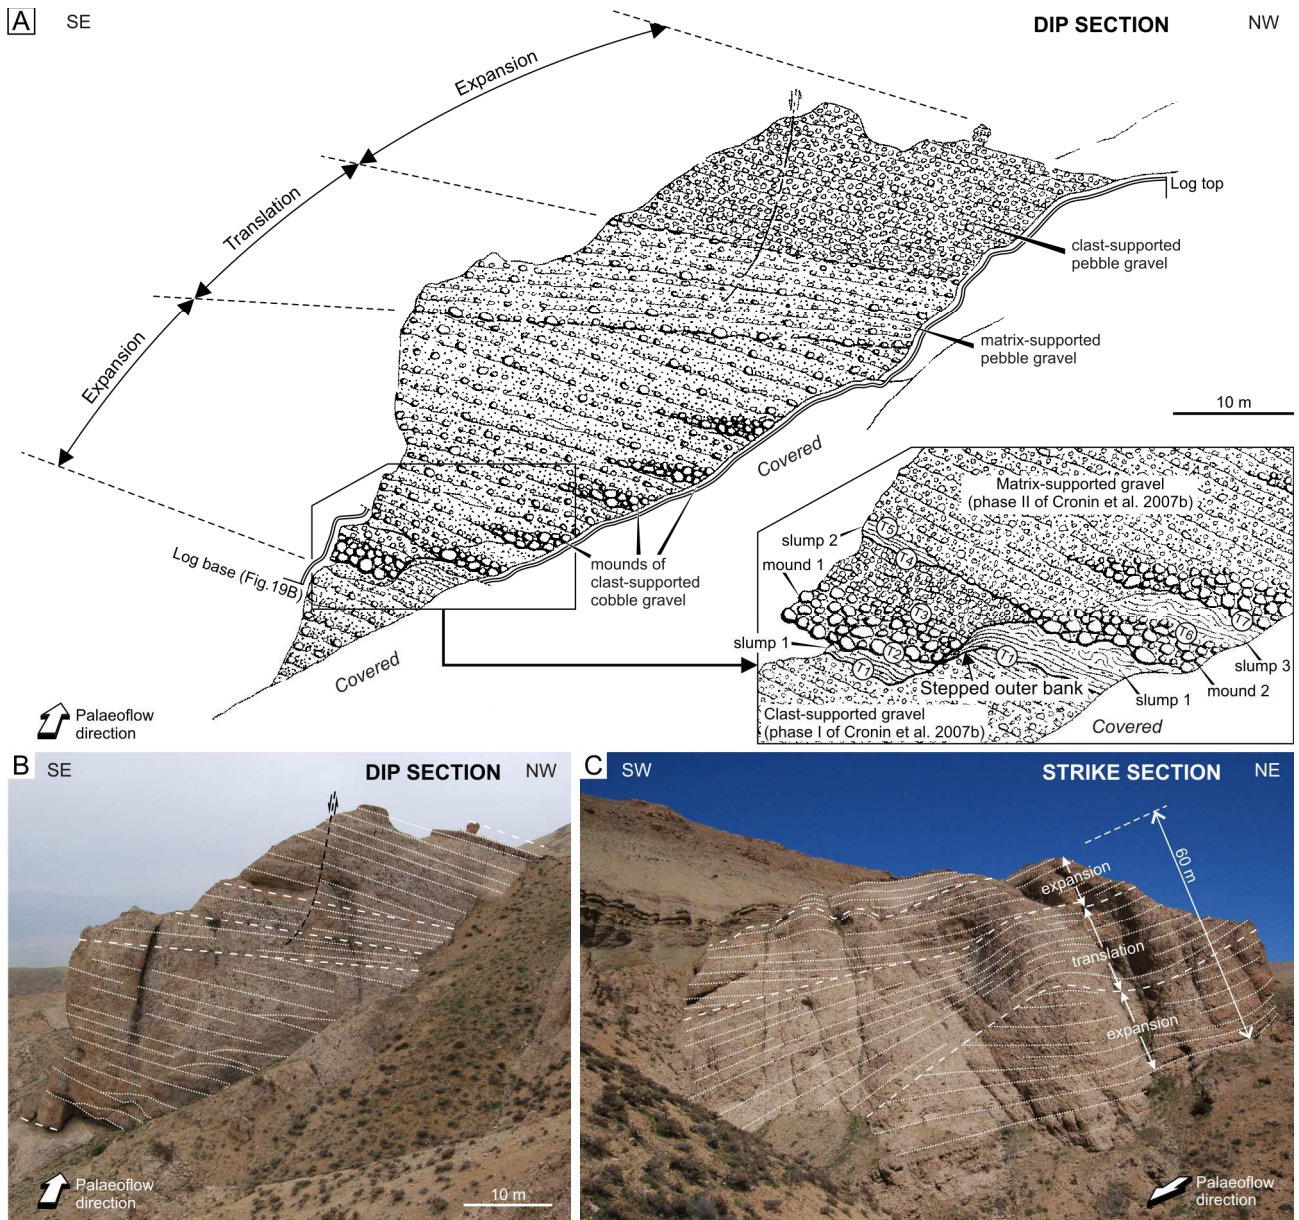 A
SE
DIP SECTION
NW
Expansion
Translation
Expansion
Log top
clast-supported
pebble gravel
matrix-supported
pebble gravel
10 m
Covered
Log base (Fig.19B)
mounds of
clast-supported
cobble gravel
Covered
Palaeoflow
direction
Matrix-supported gravel
(phase II of Cronin et al. 2007b)
slump 2
T5
T4
mound 1
T3
T6
T7
slump 1
T2
T1
T1
slump 3
Stepped outer bank
slump 1
mound 2
Clast-supported gravel
(phase I of Cronin et al. 2007b)
Covered
B
SE
DIP SECTION
NW
Palaeoflow
direction
10 m
C
SW
STRIKE SECTION
NE
60 m
expansion
translation
expansion
Palaeoflow
direction